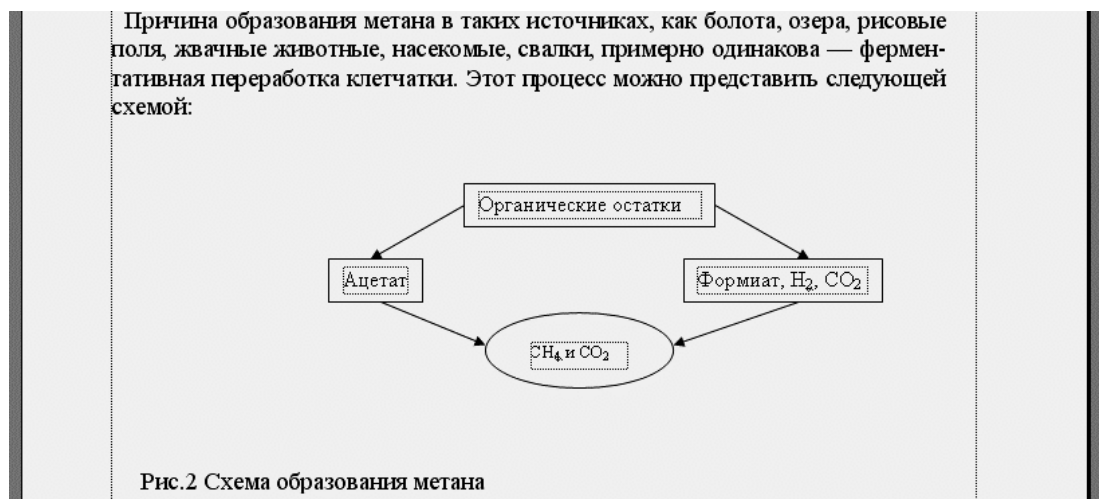 Причина образования метана в таких источниках, как болота, озера, рисовые
поля, жвачные животные, насекомые, свалки, примерно одинакова — фермен-
тативная переработка клетчатки. Этот процесс можно представить следующей
схемой:
Органические остатки
Ацетат
Формиат, H₂, CO₂
CH₄ и CO₂
Рис.2 Схема образования метана